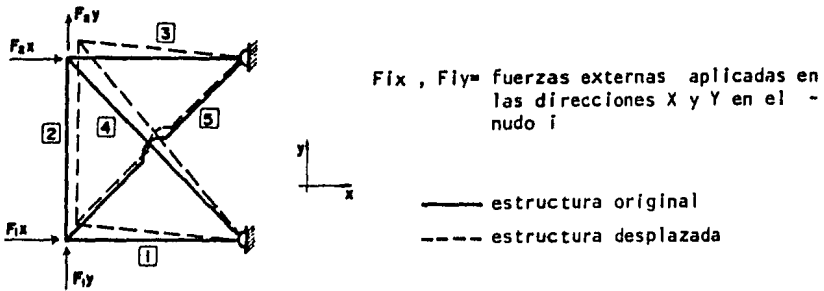 F₂y
F₂x
3
2
4
5
F₁x
F₁y
1
y
x
Fix , Fiy= fuerzas externas aplicadas en
las direcciones X y Y en el -
nudo i
estructura original
estructura desplazada